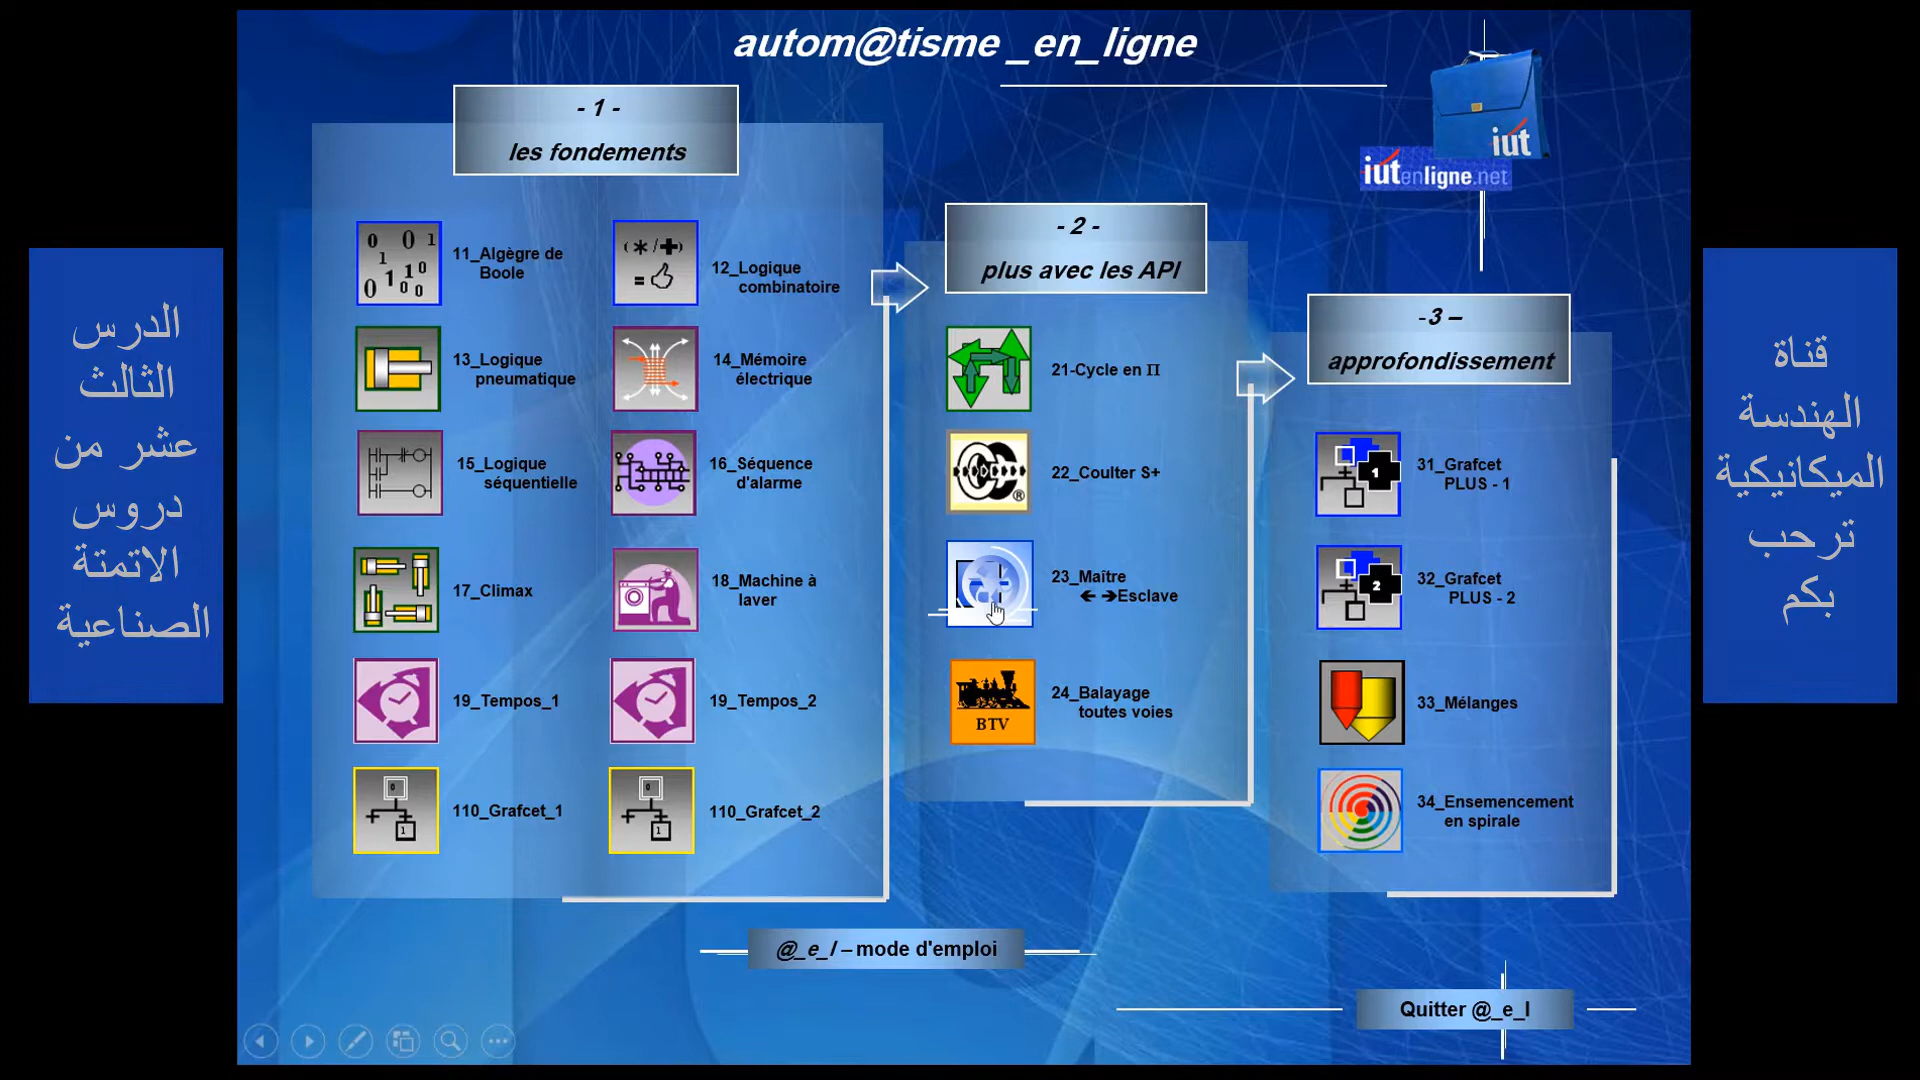 autom@tisme _en_ligne
iut
iutenligne.net
- 1 -
les fondements
11_Algègre de
Boole
12_Logique
combinatoire
13_Logique
pneumatique
14_Mémoire
électrique
15_Logique
séquentielle
16_Séquence
d'alarme
17_Climax
18_Machine à
laver
19_Tempos_1
19_Tempos_2
110_Grafcet_1
110_Grafcet_2
- 2 -
plus avec les API
21-Cycle en Π
22_Coulter S+
23_Maître
🡨 🡪Esclave
24_Balayage
toutes voies
BTV
-3 –
approfondissement
31_Grafcet
PLUS - 1
32_Grafcet
PLUS - 2
33_Mélanges
34_Ensemencement
en spirale
@_e_l – mode d'emploi
Quitter @_e_l
الدرس
الثالث
عشر من
دروس
الاتمتة
الصناعية
قناة
الهندسة
الميكانيكية
ترحب
بكم